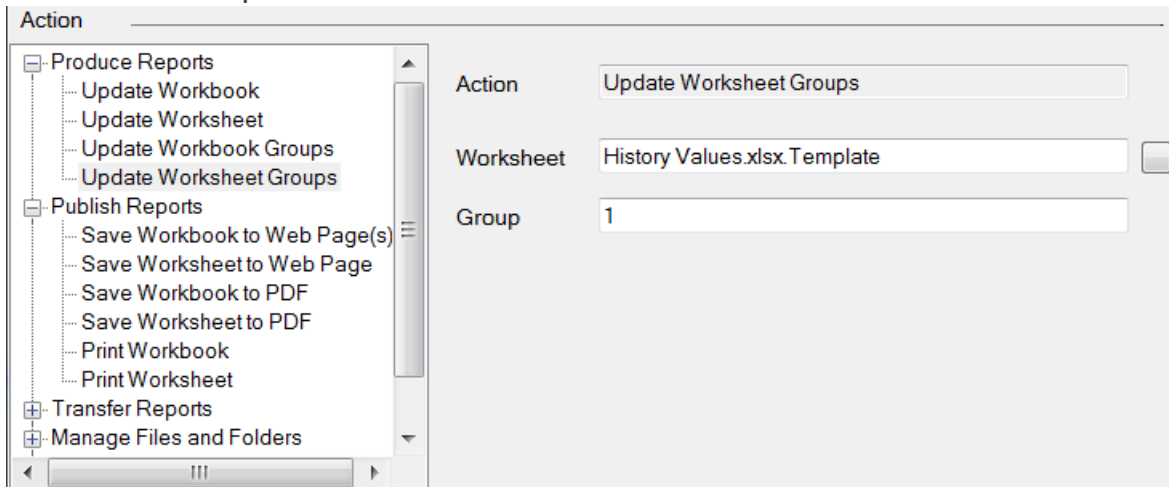 Action
Produce Reports
Update Workbook
Update Worksheet
Update Workbook Groups
Update Worksheet Groups
Publish Reports
Save Workbook to Web Page(s)
Save Worksheet to Web Page
Save Workbook to PDF
Save Worksheet to PDF
Print Workbook
Print Worksheet
Transfer Reports
Manage Files and Folders
Action Update Worksheet Groups
Worksheet History Values.xlsx.Template
Group 1